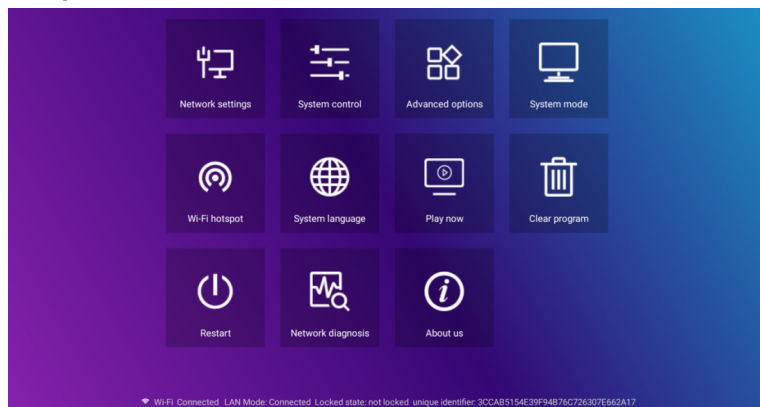 Network settings
System control
Advanced options
System mode
Wi-Fi hotspot
System language
Play now
Clear program
Restart
Network diagnosis
About us
Wi-Fi Connected LAN Mode: Connected Locked state: not locked unique identifier: 3CCAB5154E39F94B76C726307E662A17